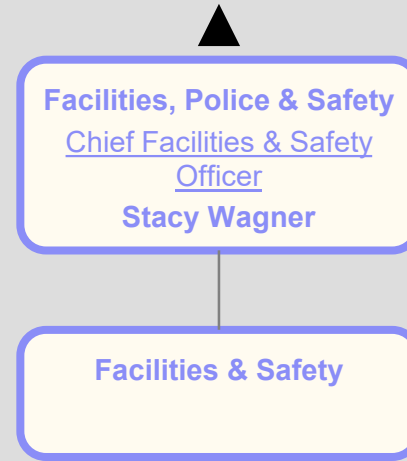 Facilities, Police & Safety
Chief Facilities & Safety
Officer
Stacy Wagner
Facilities & Safety